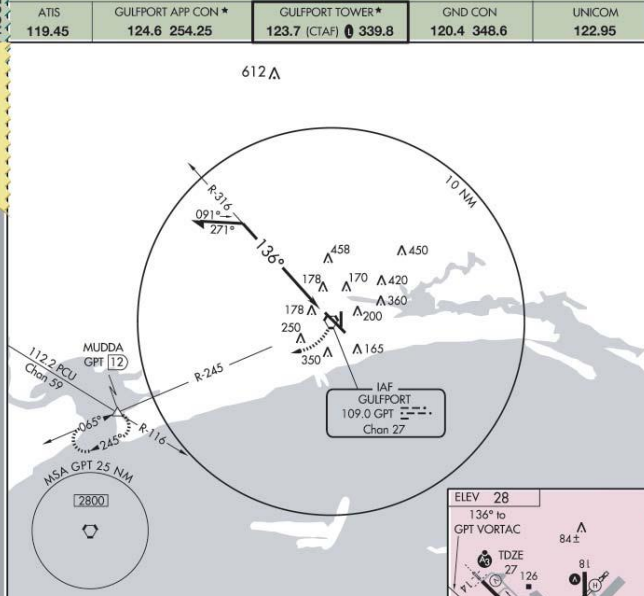 ATIS
119.45
GULFPORT APP CON ★
124.6 254.25
GULFPORT TOWER ★
123.7 (CTAF) L 339.8
GND CON
120.4 348.6
UNICOM
122.95
612
10 NM
R-316
091°
271°
136°
458
450
178
170
420
360
178
200
250
350
165
MUDDA
GPT 12
112.2 PCU
Chan 59
R-245
065°
245°
R-116
IAF
GULFPORT
109.0 GPT
Chan 27
MSA GPT 25 NM
2800
ELEV 28
136° to
GPT VORTAC
84±
TDZE
27
126
A3
14
A
18
H